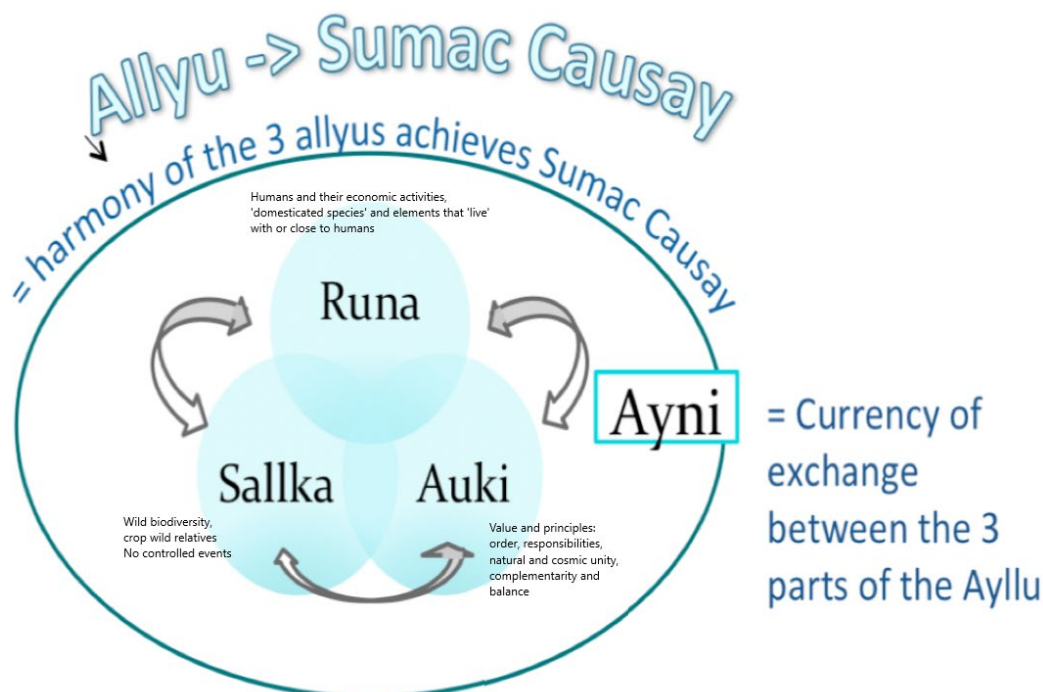 Allyu -> Sumac Causay
= harmony of the 3 allyus achieves Sumac Causay
Humans and their economic activities,
'domesticated species' and elements that 'live'
with or close to humans
Runa
Ayni
= Currency of
exchange
between the 3
parts of the Ayllu
Sallka
Auki
Wild biodiversity,
crop wild relatives
No controlled events
Value and principles:
order, responsibilities,
natural and cosmic unity,
complementarity and
balance